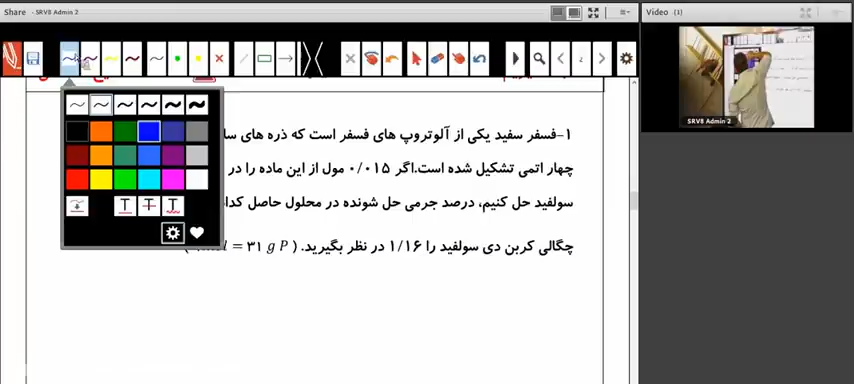 Share - SRV8 Admin 2
Video (1)
SRV8 Admin 2
۱-فسفر سفید یکی از آلوتروپ های فسفر است که ذره های
چهار اتمی تشکیل شده است.اگر ۰/۰۱۵ مول از این ماده را در
سولفید حل کنیم، درصد جرمی حل شونده در محلول حاصل
چگالی کربن دی سولفید را ۱/۱۶ در نظر بگیرید. ( = ۳۱ g P